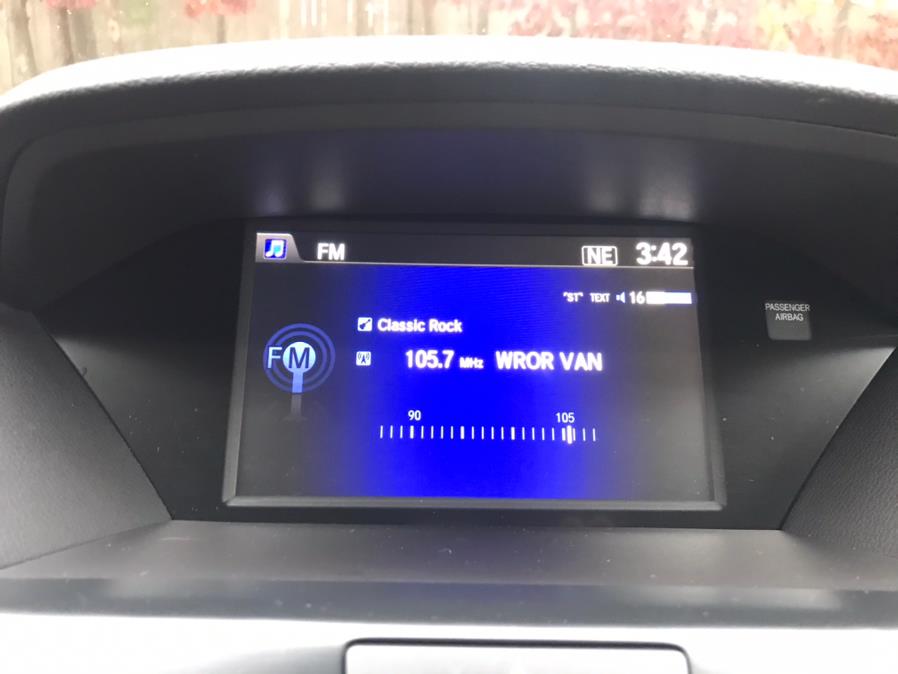 FM NE 3:42
"ST" TEXT 16
Classic Rock
FM 105.7 MHz WROR VAN
90 105
PASSENGER
AIRBAG